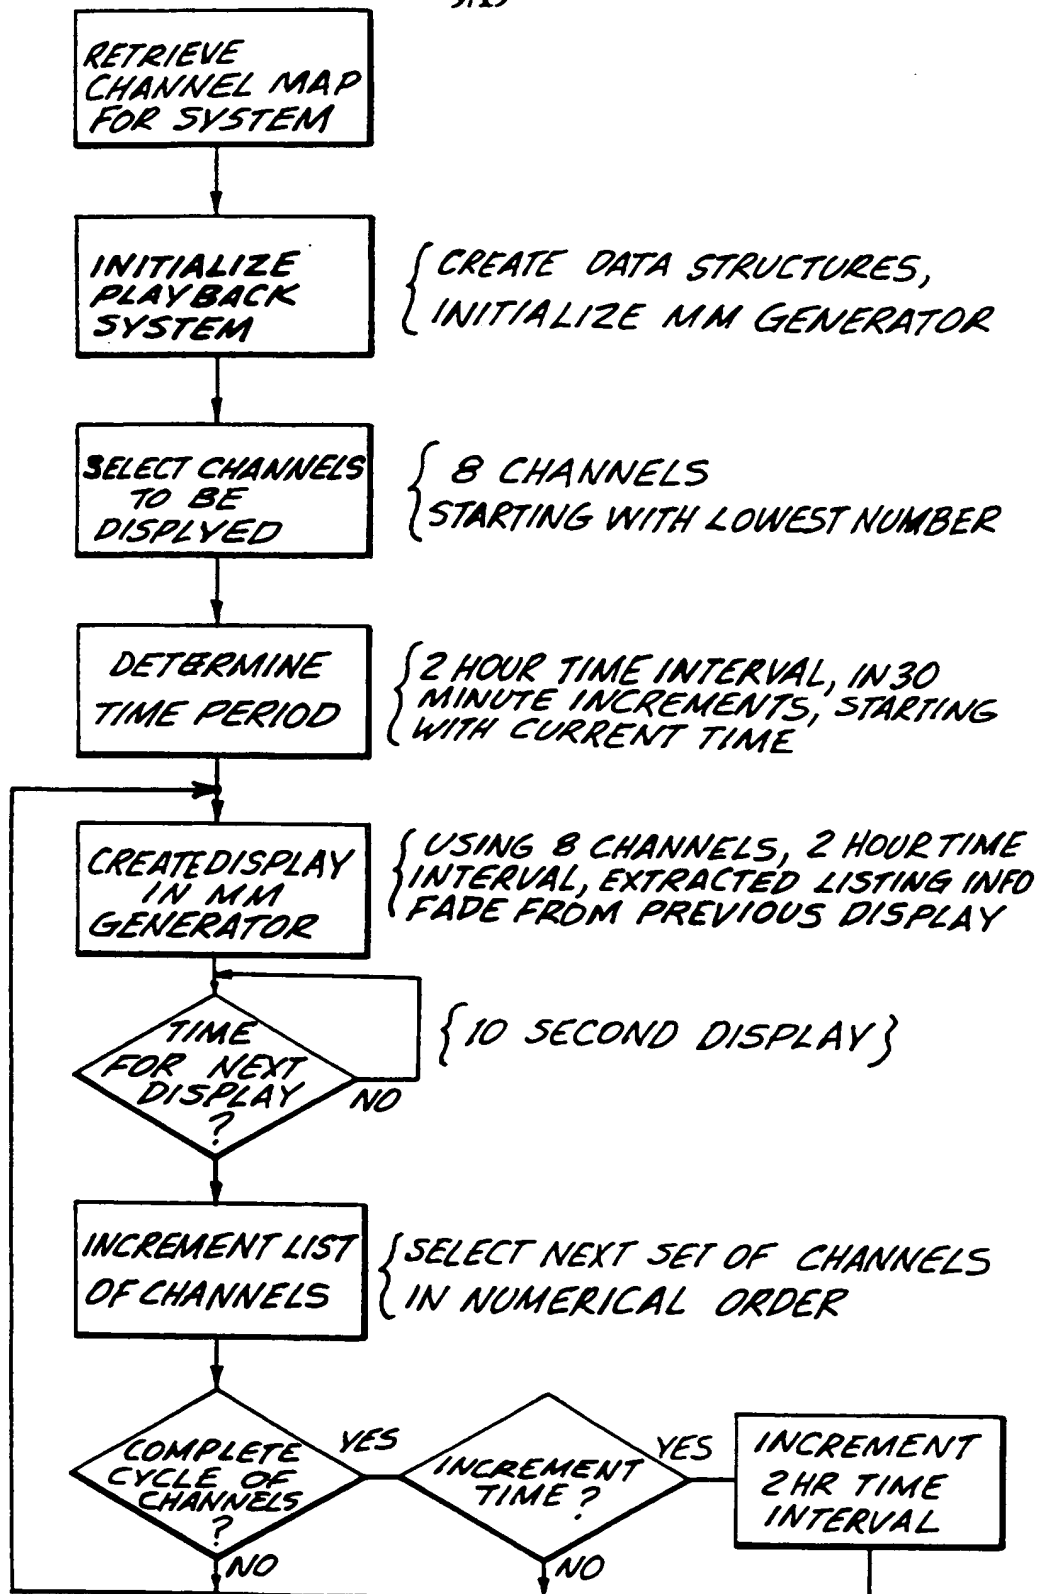 RETRIEVE
CHANNEL MAP
FOR SYSTEM
INITIALIZE
PLAYBACK
SYSTEM
{ CREATE DATA STRUCTURES,
INITIALIZE MM GENERATOR
SELECT CHANNELS
TO BE
DISPLYED
{ 8 CHANNELS
STARTING WITH LOWEST NUMBER
DETERMINE
TIME PERIOD
{ 2 HOUR TIME INTERVAL, IN 30
MINUTE INCREMENTS, STARTING
WITH CURRENT TIME
CREATE DISPLAY
IN MM
GENERATOR
{ USING 8 CHANNELS, 2 HOUR TIME
INTERVAL, EXTRACTED LISTING INFO
FADE FROM PREVIOUS DISPLAY
TIME
FOR NEXT
DISPLAY
?
NO
{ 10 SECOND DISPLAY }
INCREMENT LIST
OF CHANNELS
{ SELECT NEXT SET OF CHANNELS
IN NUMERICAL ORDER
COMPLETE
CYCLE OF
CHANNELS
?
YES
NO
INCREMENT
TIME ?
YES
NO
INCREMENT
2 HR TIME
INTERVAL